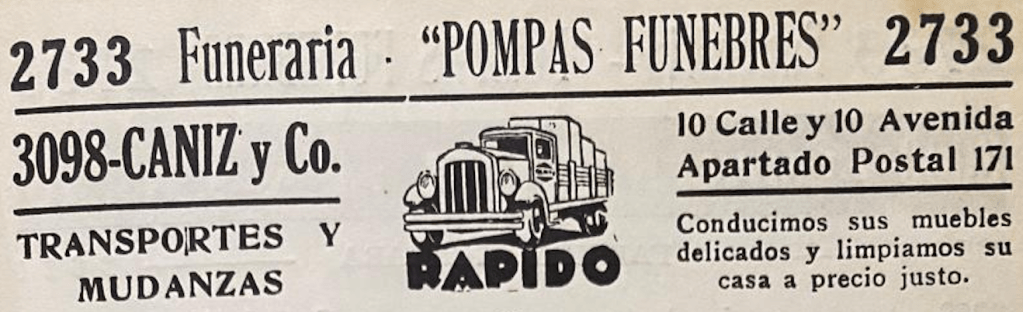 2733 Funeraria · "POMPAS FUNEBRES" 2733
3098-CANIZ y Co.
TRANSPORTES Y
MUDANZAS
RAPIDO
10 Calle y 10 Avenida
Apartado Postal 171
Conducimos sus muebles
delicados y limpiamos su
casa a precio justo.